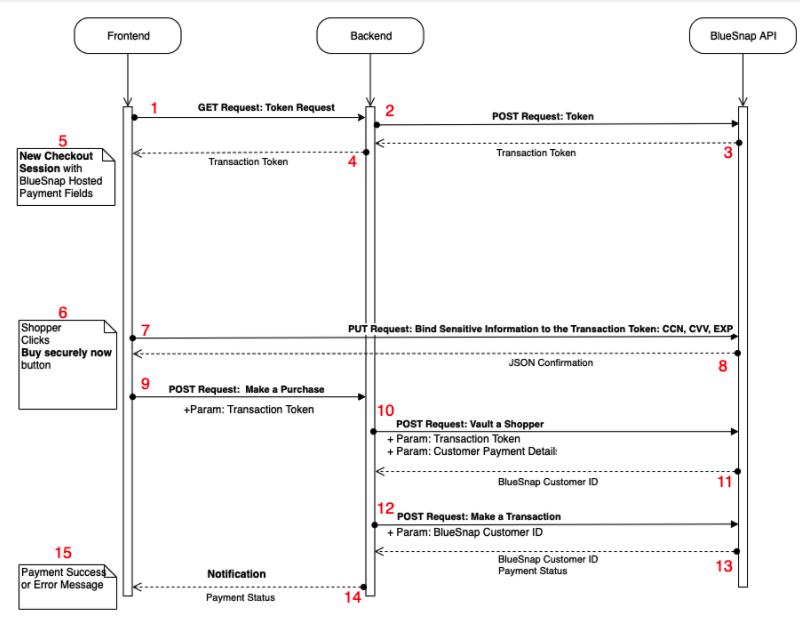 Frontend
Backend
BlueSnap API
1
GET Request: Token Request
2
POST Request: Token
5
New Checkout
Session with
BlueSnap Hosted
Payment Fields
Transaction Token
4
Transaction Token
3
6
Shopper
Clicks
Buy securely now
button
7
PUT Request: Bind Sensitive Information to the Transaction Token: CCN, CVV, EXP
JSON Confirmation
8
9
POST Request: Make a Purchase
+Param: Transaction Token
10
POST Request: Vault a Shopper
+ Param: Transaction Token
+ Param: Customer Payment Details
BlueSnap Customer ID
11
12
POST Request: Make a Transaction
+ Param: BlueSnap Customer ID
BlueSnap Customer ID
Payment Status
13
15
Payment Success
or Error Message
Notification
Payment Status
14